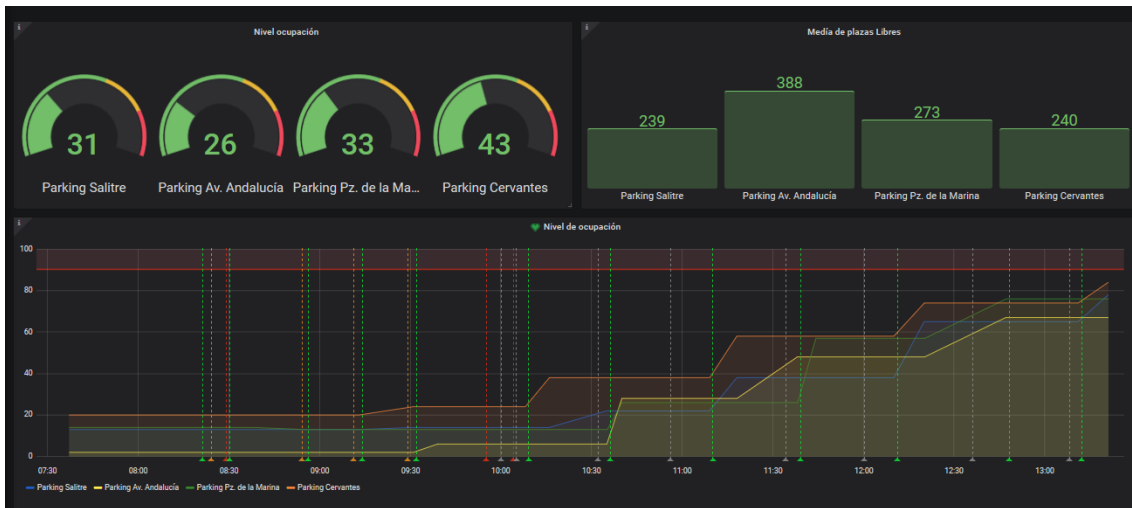 Nivel ocupación
31
26
33
43
Parking Salitre
Parking Av. Andalucía
Parking Pz. de la Ma...
Parking Cervantes
Medía de plazas Libres
239
388
273
240
Parking Salitre
Parking Av. Andalucía
Parking Pz. de la Marina
Parking Cervantes
Nivel de ocupación
100
80
60
40
20
0
07:30
08:00
08:30
09:00
09:30
10:00
10:30
11:00
11:30
12:00
12:30
13:00
Parking Salitre
Parking Av. Andalucía
Parking Pz. de la Marina
Parking Cervantes